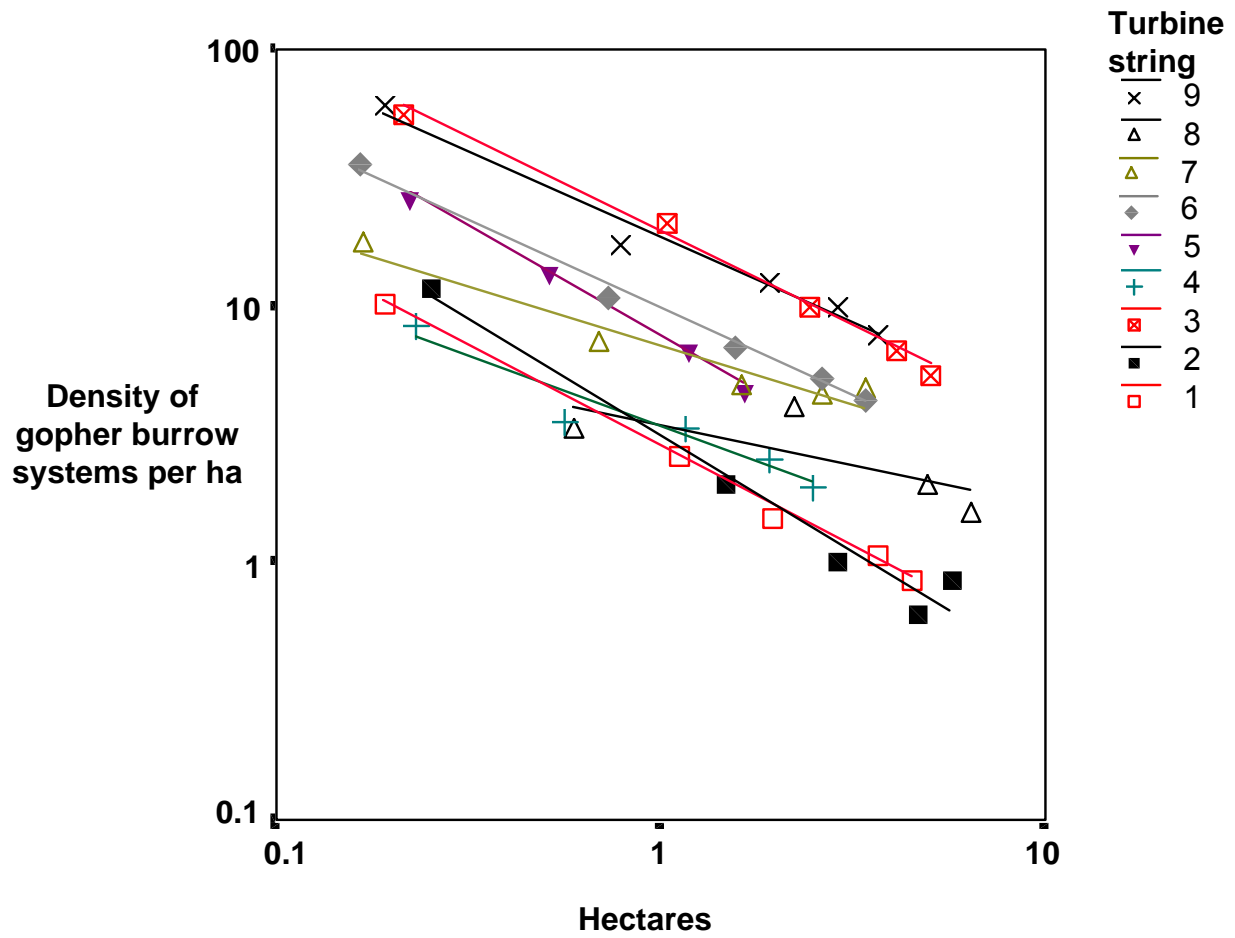 Turbine
string
9
8
7
6
5
4
3
2
1
100
10
1
0.1
Density of
gopher burrow
systems per ha
0.1
1
10
Hectares